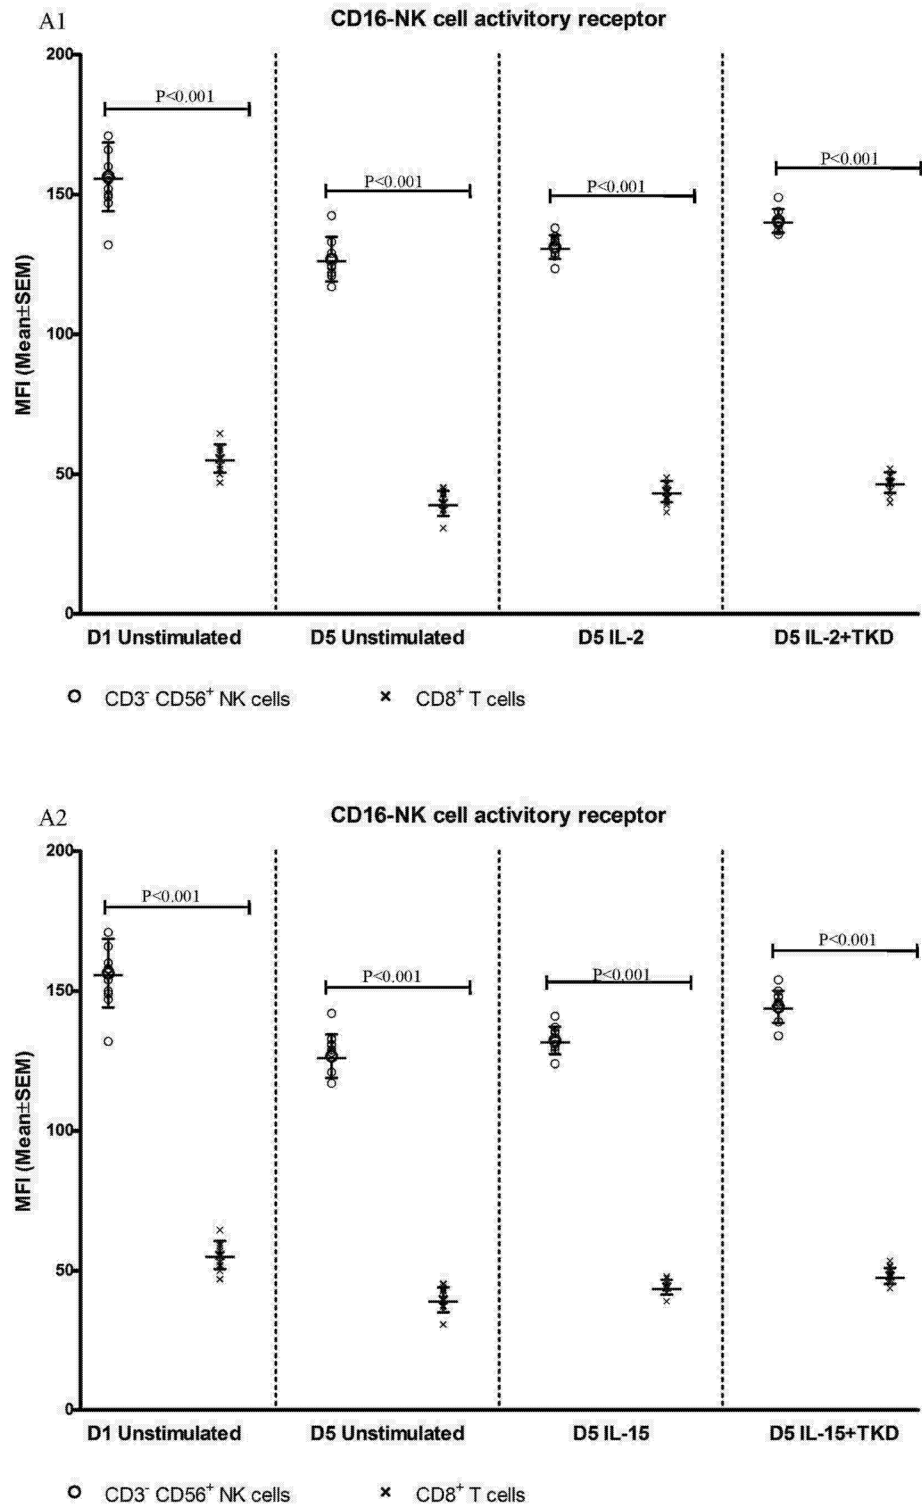 A1
CD16-NK cell activitory receptor
200
P<0.001
P<0.001
P<0.001
P<0.001
150
MFI (Mean±SEM)
100
50
0
D1 Unstimulated D5 Unstimulated D5 IL-2 D5 IL-2+TKD
CD3⁻ CD56⁺ NK cells CD8⁺ T cells
A2
CD16-NK cell activitory receptor
200
P<0.001
P<0.001
P<0.001
P<0.001
150
MFI (Mean±SEM)
100
50
0
D1 Unstimulated D5 Unstimulated D5 IL-15 D5 IL-15+TKD
CD3⁻ CD56⁺ NK cells CD8⁺ T cells